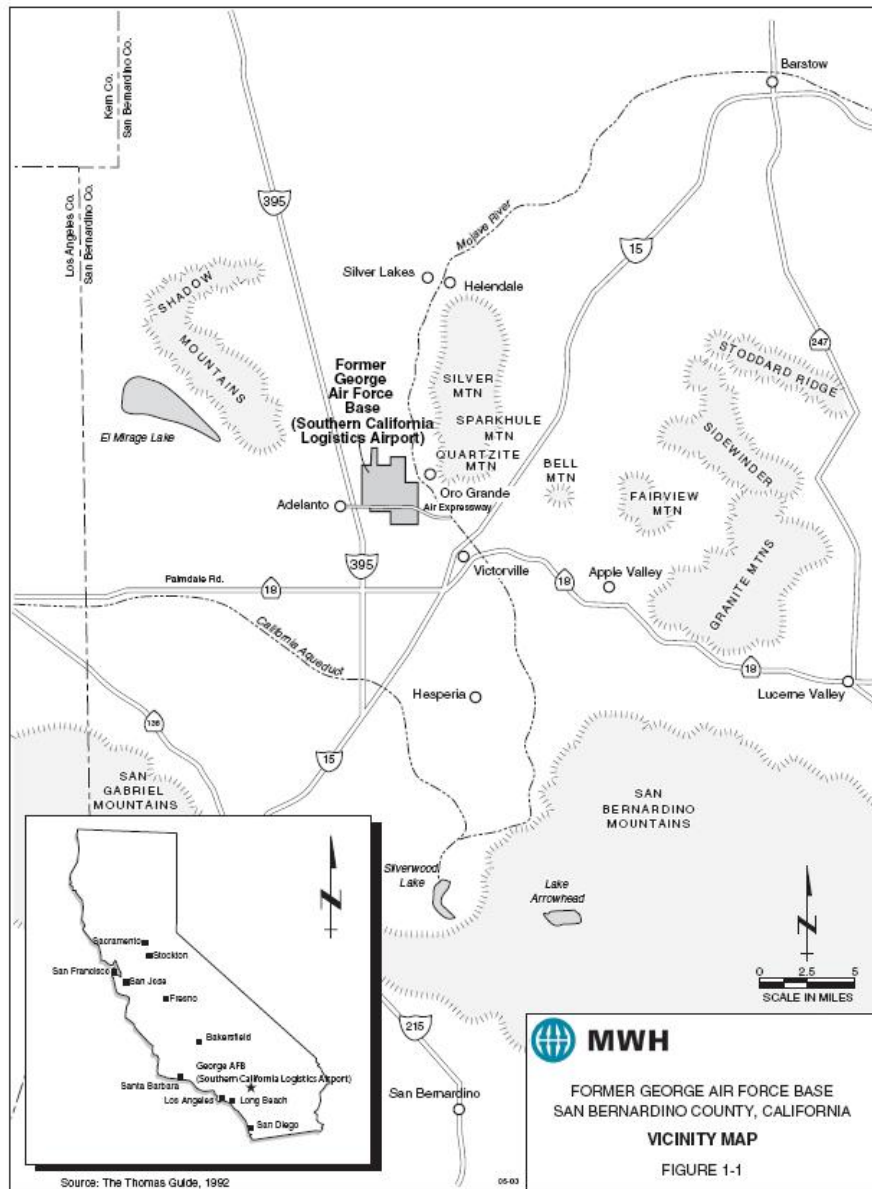 Kern Co.
San Bernardino Co.
Barstow
Los Angeles Co.
San Bernardino Co.
395
Mojave River
15
Silver Lakes
Helendale
SHADOW
MOUNTAINS
247
STODDARD RIDGE
Former
George
Air Force
Base
(Southern California
Logistics Airport)
SILVER
MTN
SPARKHULE
MTN
El Mirage Lake
QUARTZITE
MTN
BELL
MTN
SIDEWINDER
Oro Grande
FAIRVIEW
MTN
Adelanto
Air Expressway
395
Victorville
Palmdale Rd.
18
18
Apple Valley
GRANITE MTNS
California Aqueduct
18
Hesperia
Lucerne Valley
15
SAN
GABRIEL
MOUNTAINS
SAN
BERNARDINO
MOUNTAINS
Silverwood
Lake
Lake
Arrowhead
N
N
Sacramento
Stockton
San Francisco
San Jose
Fresno
0 2.5 5
SCALE IN MILES
Bakersfield
215
George AFB
(Southern California Logistics Airport)
Santa Barbara
Los Angeles
Long Beach
San Diego
San Bernardino
MWH
FORMER GEORGE AIR FORCE BASE
SAN BERNARDINO COUNTY, CALIFORNIA
VICINITY MAP
FIGURE 1-1
Source: The Thomas Guide, 1992